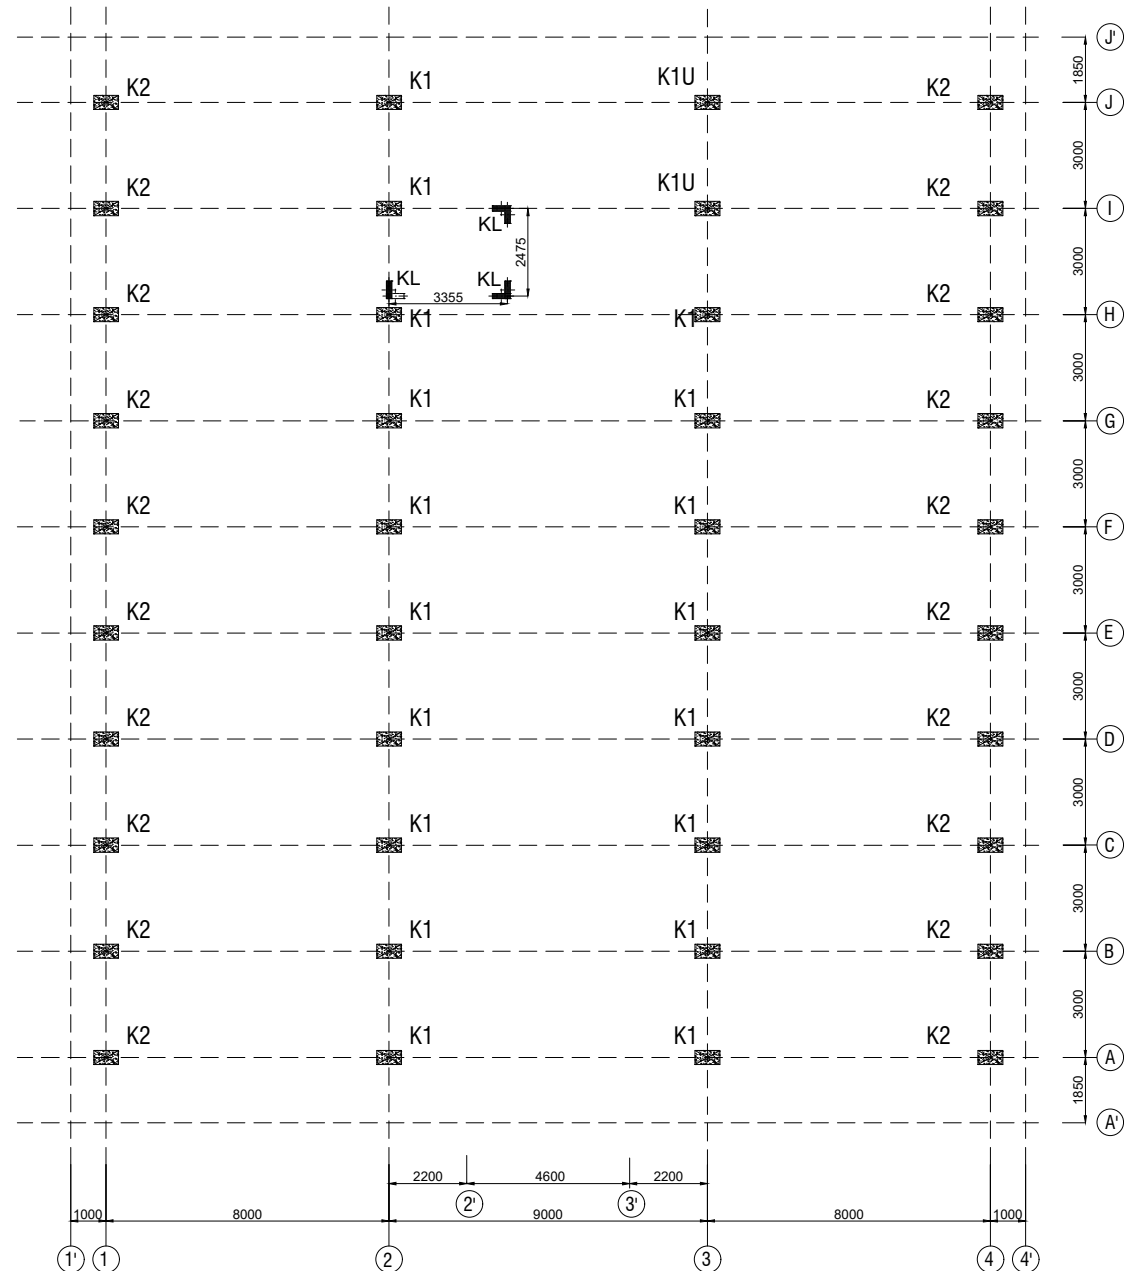 J'
1850
K2 K1 K1U K2 J
3000
K2 K1 K1U K2 I
KL
2475
3000
KL KL
3355
K2 K2
K1 K1 H
3000
K2 K1 K1 K2 G
3000
K2 K1 K1 K2 F
3000
K2 K1 K1 K2 E
3000
K2 K1 K1 K2 D
3000
K2 K1 K1 K2 C
3000
K2 K1 K1 K2 B
3000
K2 K1 K1 K2 A
1850
A'
2200 4600 2200
2' 3'
1000 8000 9000 8000 1000
1' 1 2 3 4 4'